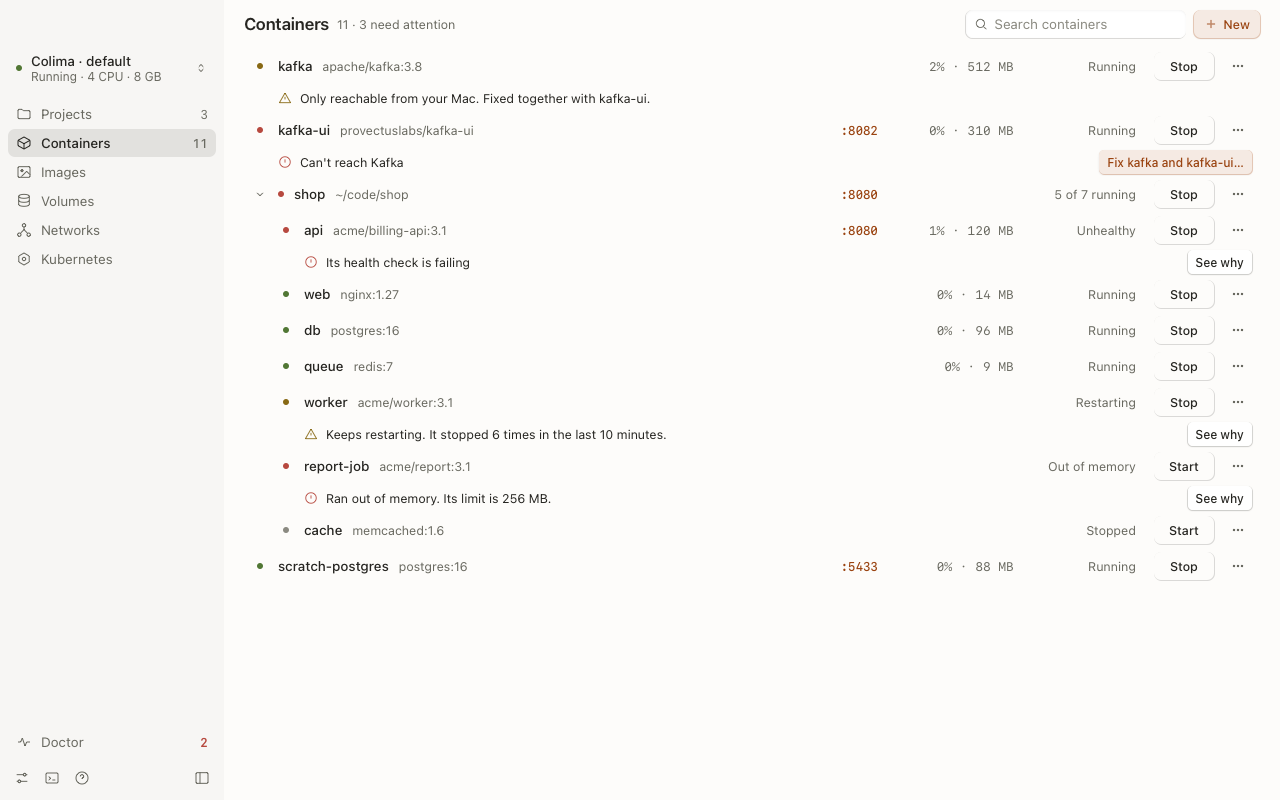 Containers 11 · 3 need attention
Search containers
+ New
Colima · default
Running · 4 CPU · 8 GB
Projects 3
Containers 11
Images
Volumes
Networks
Kubernetes
Doctor 2
kafka apache/kafka:3.8 2% · 512 MB Running Stop ···
Only reachable from your Mac. Fixed together with kafka-ui.
kafka-ui provectuslabs/kafka-ui :8082 0% · 310 MB Running Stop ···
Can't reach Kafka Fix kafka and kafka-ui…
shop ~/code/shop :8080 5 of 7 running Stop ···
api acme/billing-api:3.1 :8080 1% · 120 MB Unhealthy Stop ···
Its health check is failing See why
web nginx:1.27 0% · 14 MB Running Stop ···
db postgres:16 0% · 96 MB Running Stop ···
queue redis:7 0% · 9 MB Running Stop ···
worker acme/worker:3.1 Restarting Stop ···
Keeps restarting. It stopped 6 times in the last 10 minutes. See why
report-job acme/report:3.1 Out of memory Start ···
Ran out of memory. Its limit is 256 MB. See why
cache memcached:1.6 Stopped Start ···
scratch-postgres postgres:16 :5433 0% · 88 MB Running Stop ···